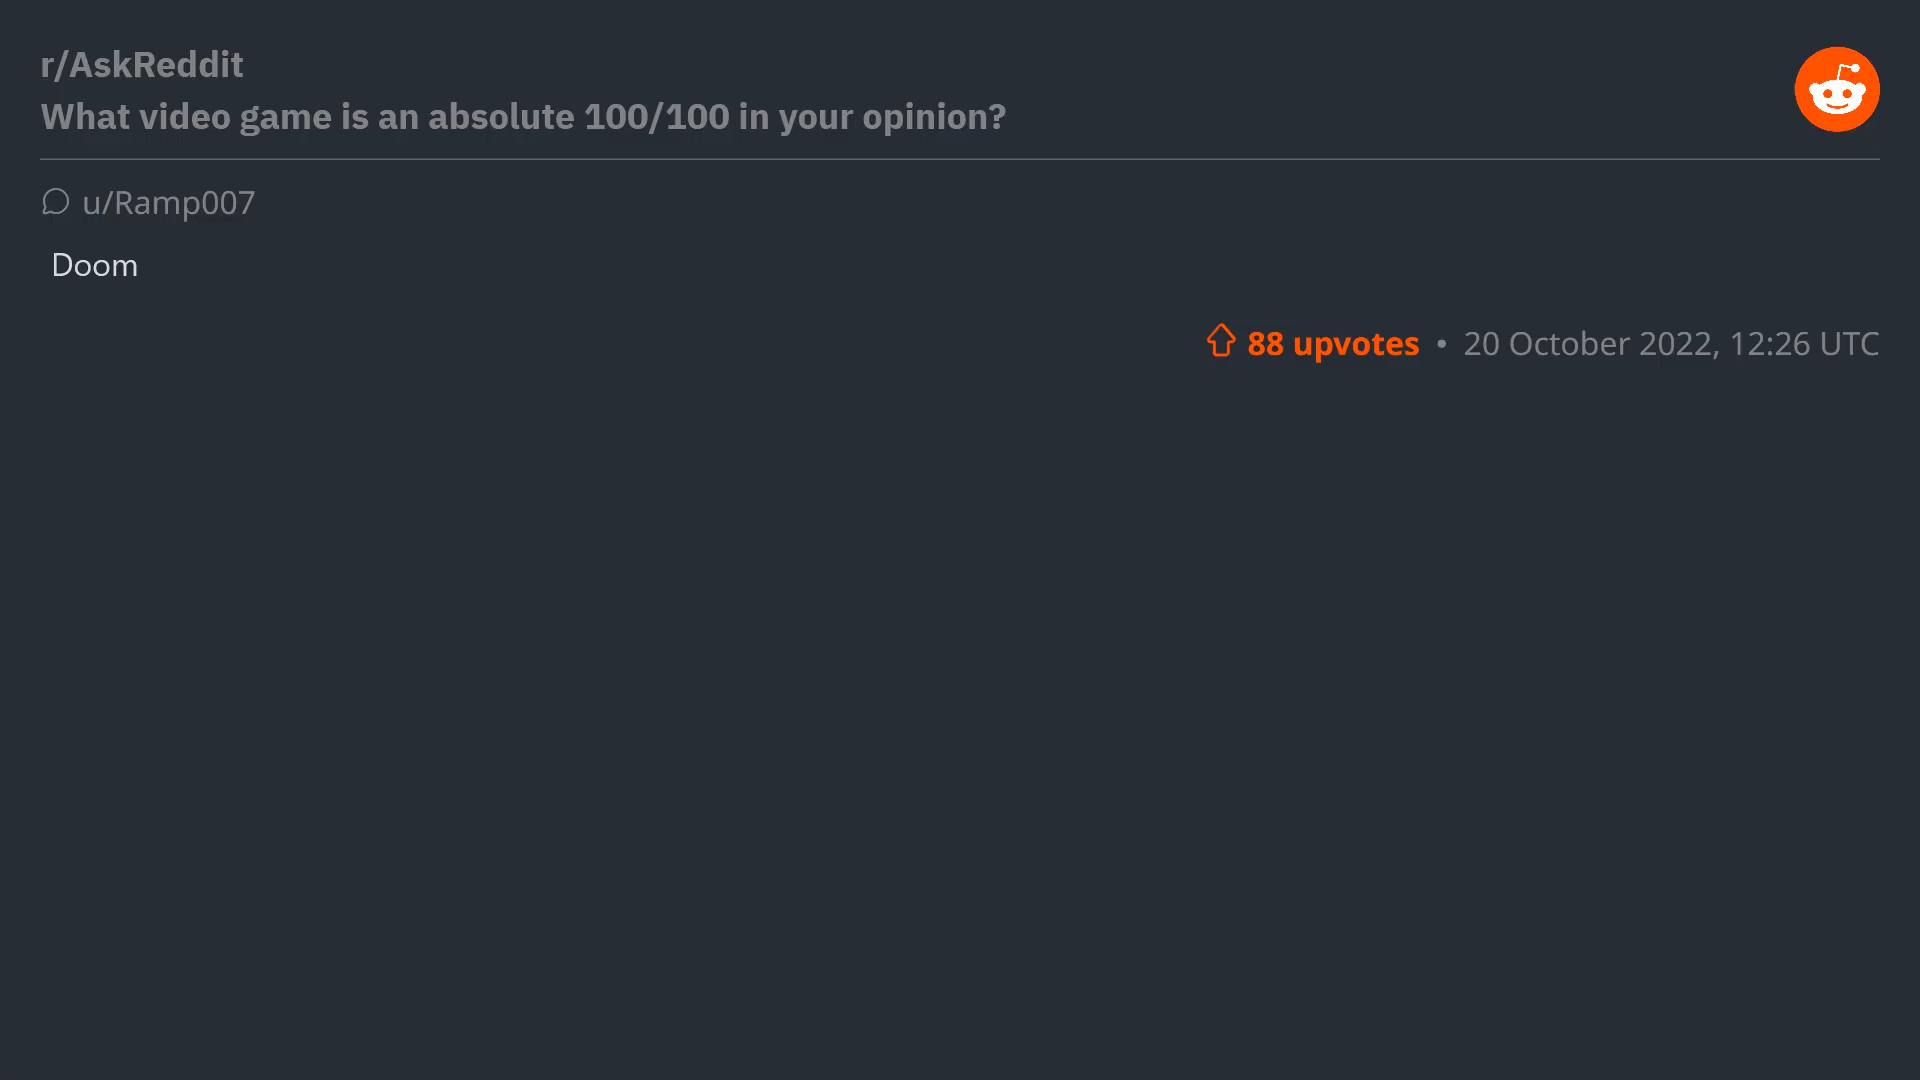 r/AskReddit
What video game is an absolute 100/100 in your opinion?
u/Ramp007
Doom
88 upvotes • 20 October 2022, 12:26 UTC